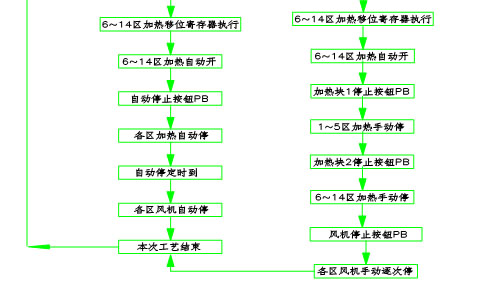 6～14区加热移位寄存器执行
6～14区加热自动开
自动停止按钮PB
各区加热自动停
自动停定时到
各区风机自动停
本次工艺结束
6～14区加热移位寄存器执行
6～14区加热自动开
加热块1停止按钮PB
1～5区加热手动停
加热块2停止按钮PB
6～14区加热手动停
风机停止按钮PB
各区风机手动逐次停